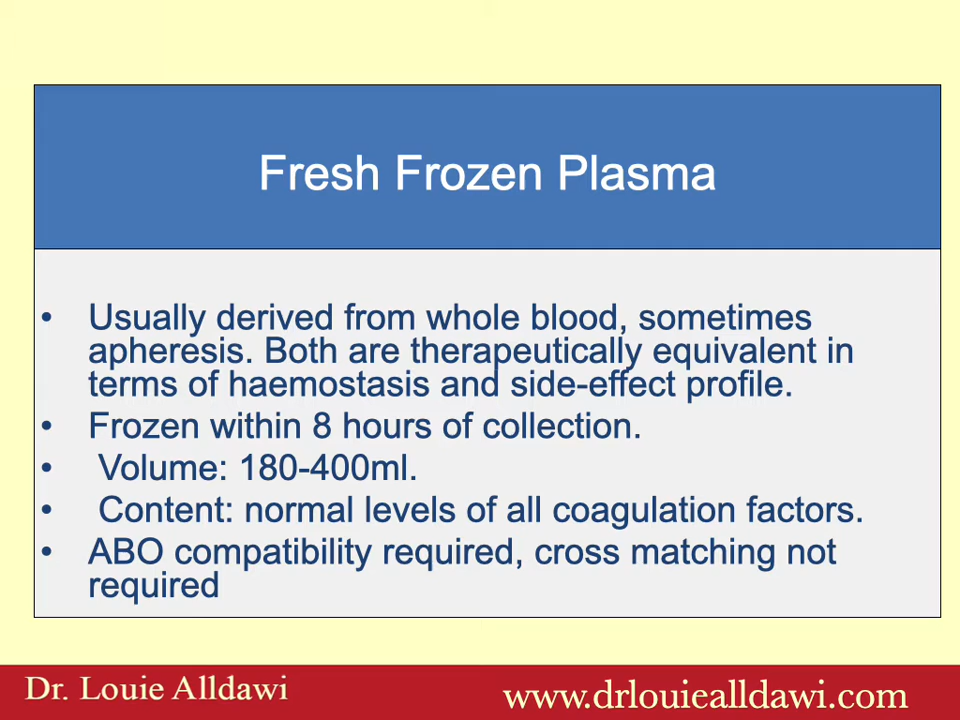 Fresh Frozen Plasma
• Usually derived from whole blood, sometimes
apheresis. Both are therapeutically equivalent in
terms of haemostasis and side-effect profile.
• Frozen within 8 hours of collection.
• Volume: 180-400ml.
• Content: normal levels of all coagulation factors.
• ABO compatibility required, cross matching not
required
Dr. Louie Alldawi
www.drlouiealldawi.com